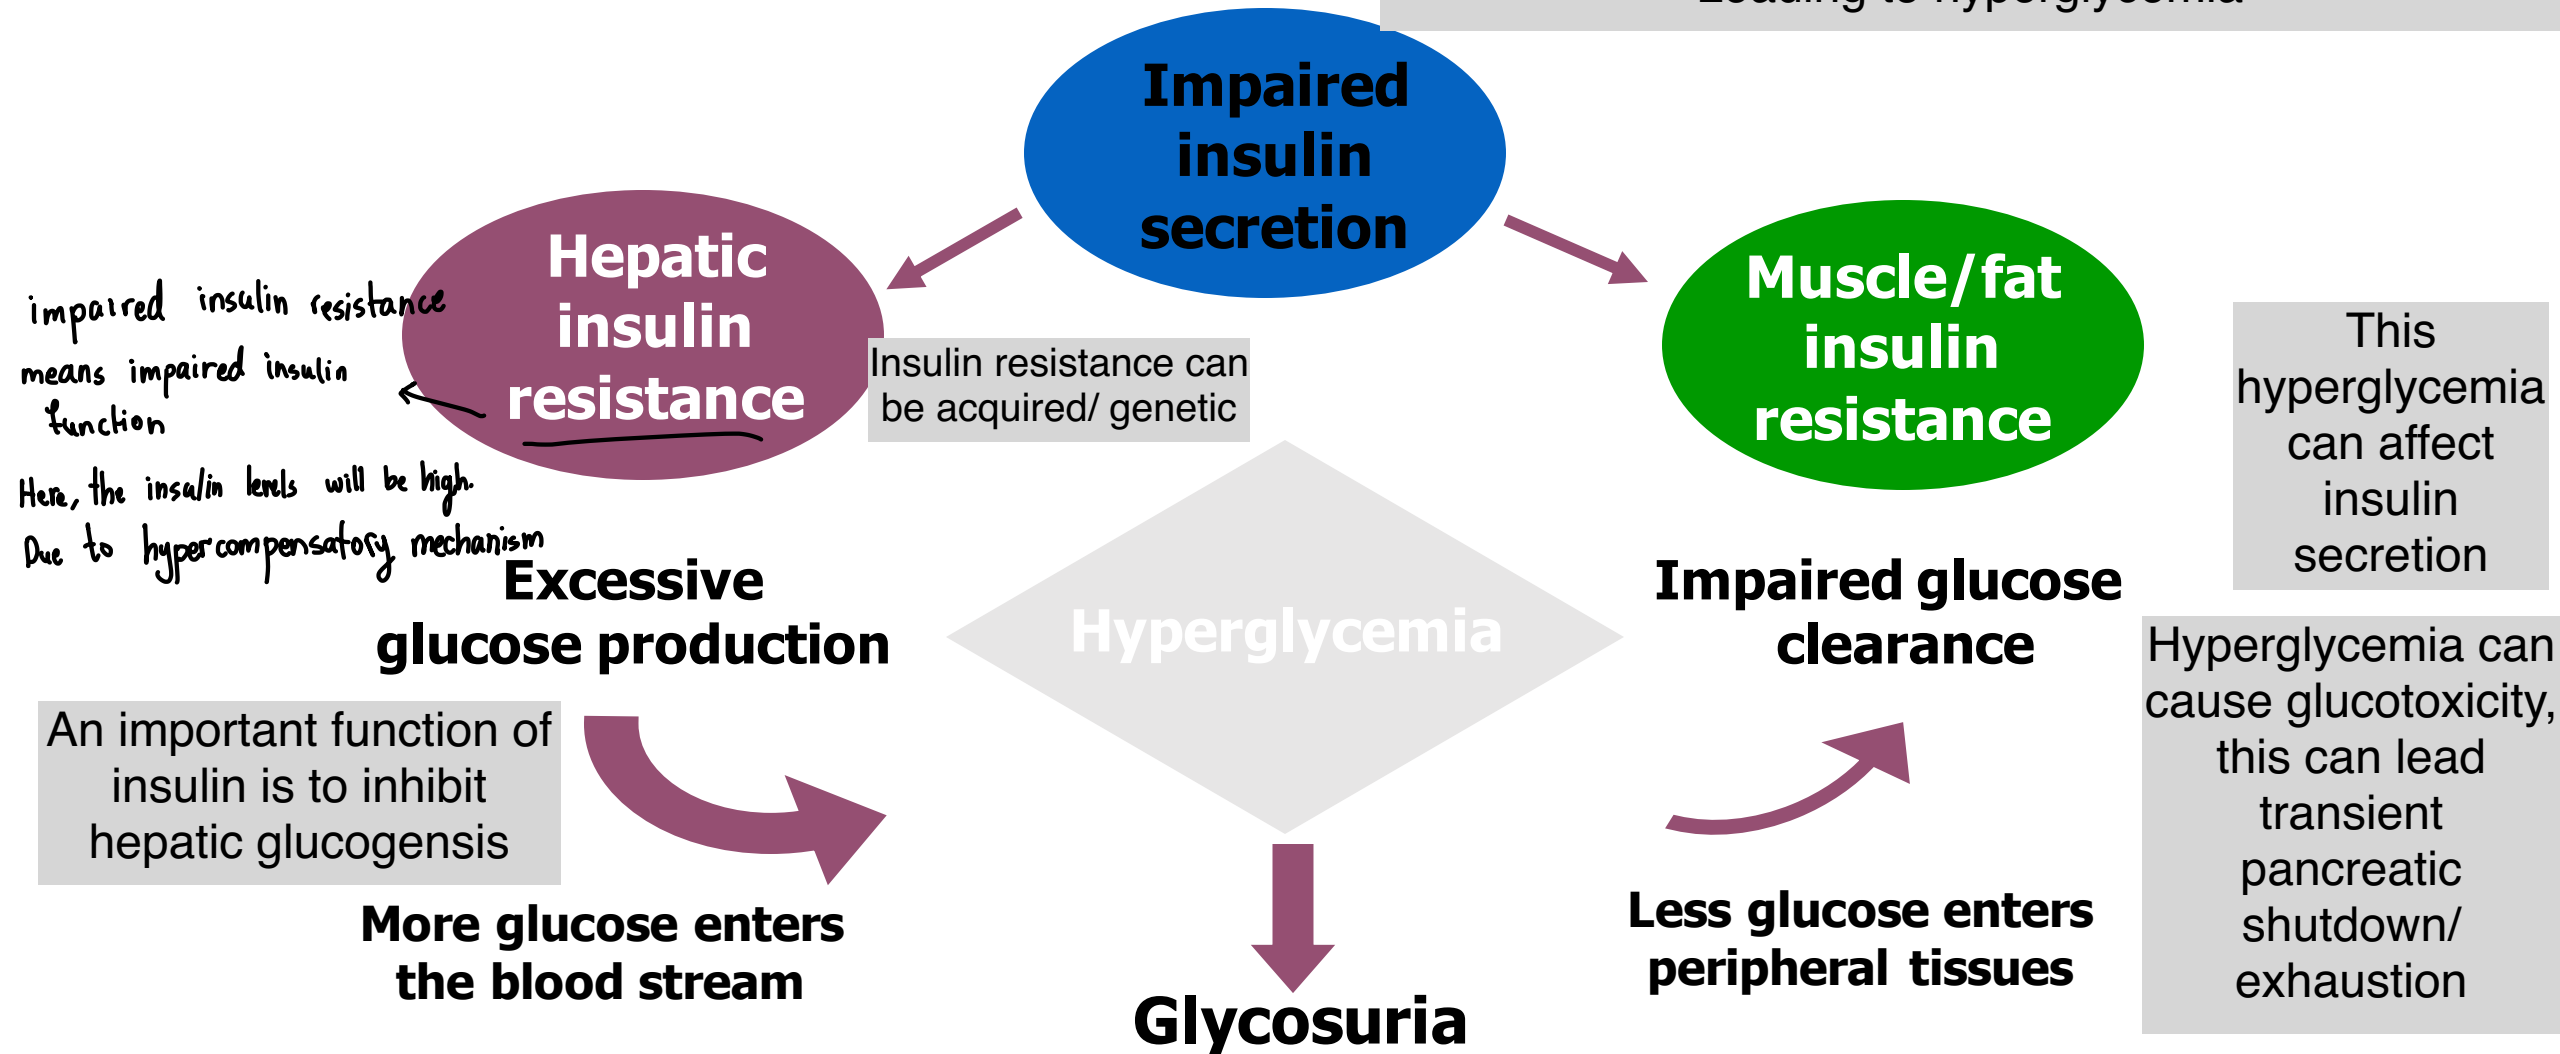 Leading to hyperglycemia
Impaired
insulin
secretion
Hepatic
insulin
resistance
Muscle/fat
insulin
resistance
impaired insulin resistance
means impaired insulin
function
Here, the insulin levels will be high.
Due to hypercompensatory mechanism
Insulin resistance can
be acquired/ genetic
This
hyperglycemia
can affect
insulin
secretion
Excessive
glucose production
Hyperglycemia
Impaired glucose
clearance
An important function of
insulin is to inhibit
hepatic glucogensis
Hyperglycemia can
cause glucotoxicity,
this can lead
transient
pancreatic
shutdown/
exhaustion
More glucose enters
the blood stream
Less glucose enters
peripheral tissues
Glycosuria